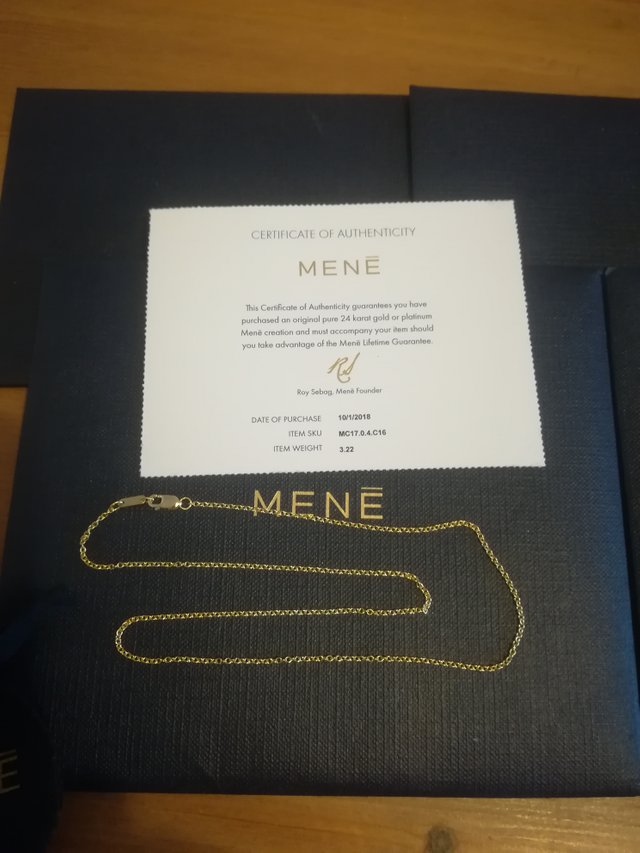 CERTIFICATE OF AUTHENTICITY
MENĒ
This Certificate of Authenticity guarantees you have
purchased an original pure 24 karat gold or platinum
Menē creation and must accompany your item should
you take advantage of the Menē Lifetime Guarantee.
RS
Roy Sebag, Menē Founder
DATE OF PURCHASE 10/1/2018
ITEM SKU MC17.0.4.C16
ITEM WEIGHT 3.22
MENĒ
Ē